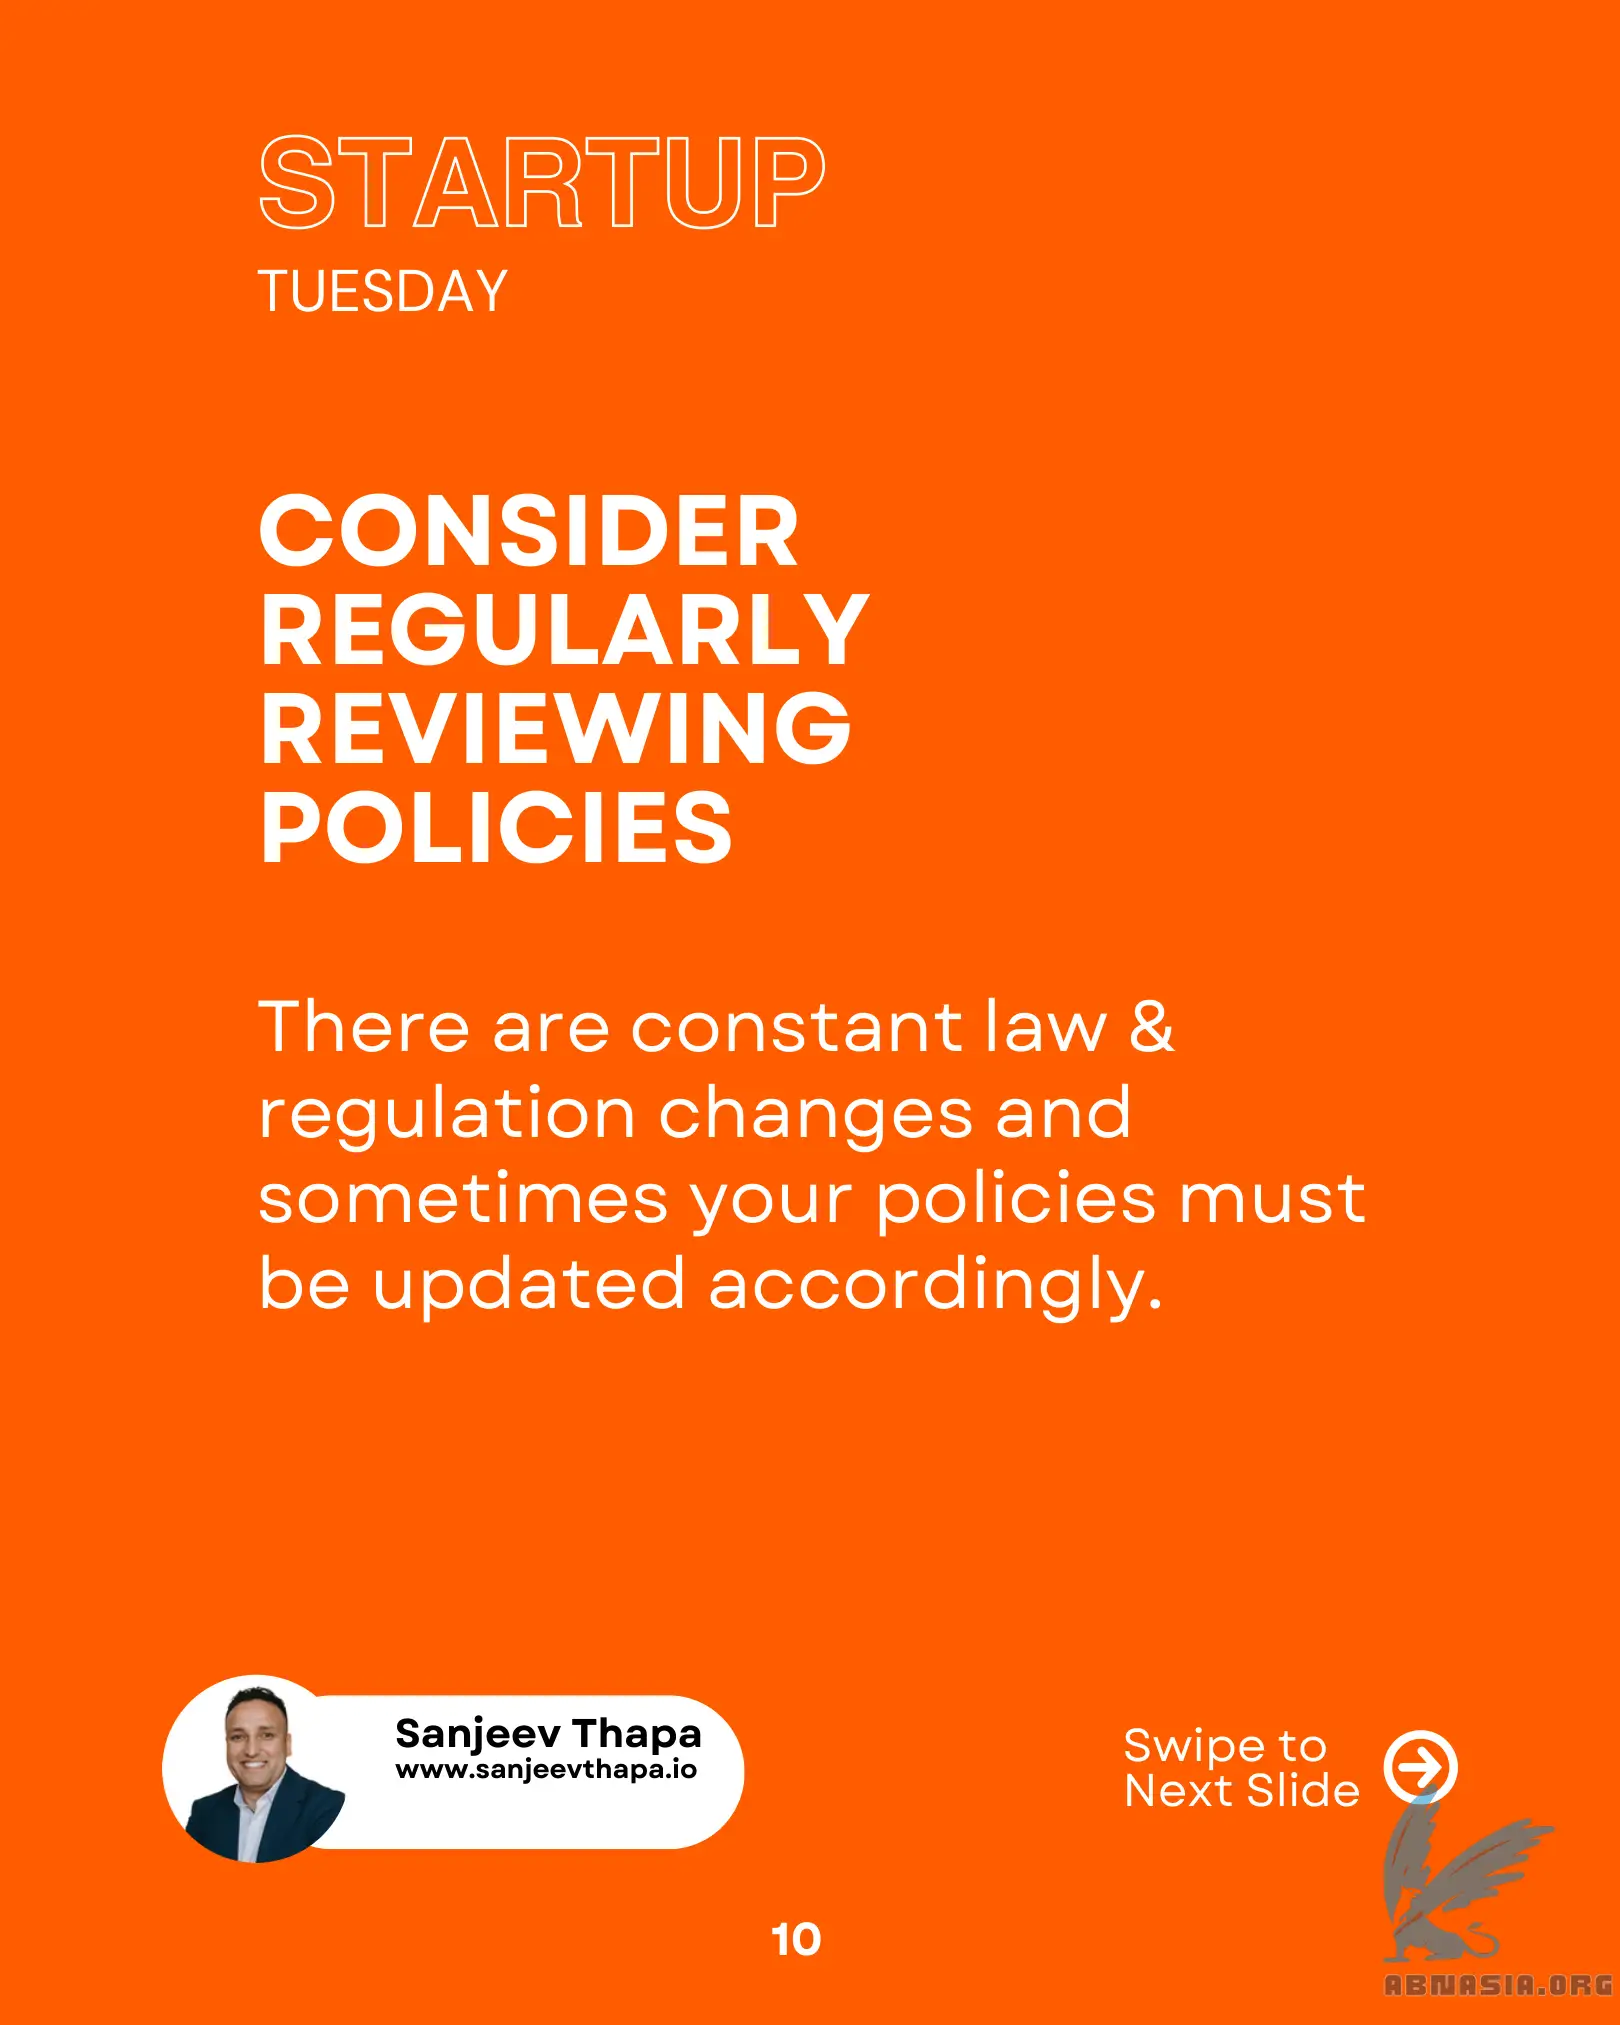 STARTUP
TUESDAY
CONSIDER
REGULARLY
REVIEWING
POLICIES
There are constant law &
regulation changes and
sometimes your policies must
be updated accordingly.
Sanjeev Thapa
www.sanjeevthapa.io
Swipe to
Next Slide
10
ABNASIA.ORG